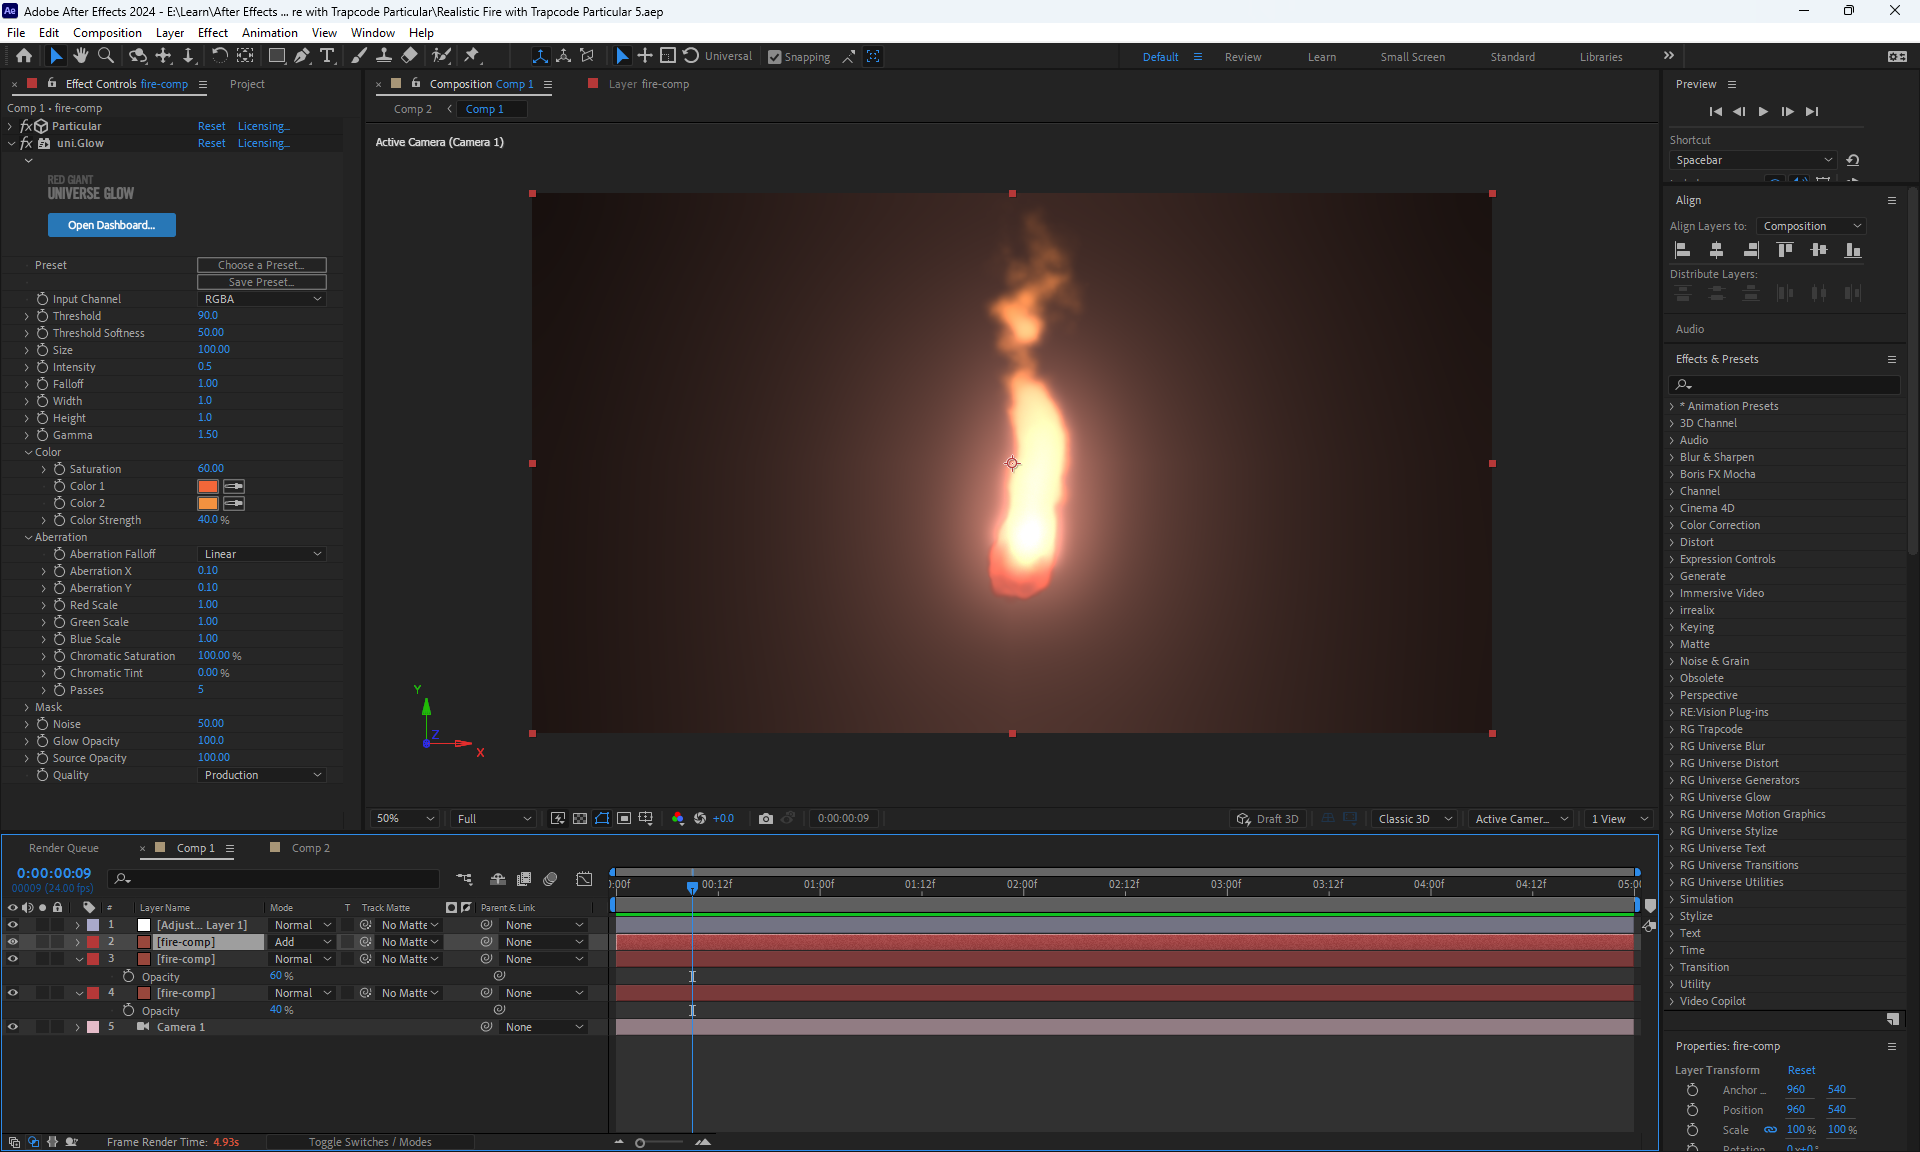 Adobe After Effects 2024 - E:\Learn\After Effects ... re with Trapcode Particular\Realistic Fire with Trapcode Particular 5.aep
File Edit Composition Layer Effect Animation View Window Help
Universal Snapping Default Review Learn Small Screen Standard Libraries
Effect Controls fire-comp Project
Comp 1 • fire-comp
Particular Reset Licensing...
uni.Glow Reset Licensing...
RED GIANT
UNIVERSE GLOW
Open Dashboard...
Preset Choose a Preset...
Save Preset...
Input Channel RGBA
Threshold 90.0
Threshold Softness 50.00
Size 100.00
Intensity 0.5
Falloff 1.00
Width 1.0
Height 1.0
Gamma 1.50
Color
Saturation 60.00
Color 1
Color 2
Color Strength 40.0 %
Aberration
Aberration Falloff Linear
Aberration X 0.10
Aberration Y 0.10
Red Scale 1.00
Green Scale 1.00
Blue Scale 1.00
Chromatic Saturation 100.00 %
Chromatic Tint 0.00 %
Passes 5
Mask
Noise 50.00
Glow Opacity 100.0
Source Opacity 100.00
Quality Production
Composition Comp 1 Layer fire-comp
Comp 2 Comp 1
Active Camera (Camera 1)
Y
Z
X
50% Full +0.0 0:00:00:09 Draft 3D Classic 3D Active Camer... 1 View
Preview
Shortcut
Spacebar
Align
Align Layers to: Composition
Distribute Layers:
Audio
Effects & Presets
* Animation Presets
3D Channel
Audio
Blur & Sharpen
Boris FX Mocha
Channel
Cinema 4D
Color Correction
Distort
Expression Controls
Generate
Immersive Video
irrealix
Keying
Matte
Noise & Grain
Obsolete
Perspective
RE:Vision Plug-ins
RG Trapcode
RG Universe Blur
RG Universe Distort
RG Universe Generators
RG Universe Glow
RG Universe Motion Graphics
RG Universe Stylize
RG Universe Text
RG Universe Transitions
RG Universe Utilities
Simulation
Stylize
Text
Time
Transition
Utility
Video Copilot
Properties: fire-comp
Layer Transform Reset
Anchor ... 960 540
Position 960 540
Scale 100 % 100 %
Render Queue Comp 1 Comp 2
0:00:00:09
00009 (24.00 fps)
):00f 00:12f 01:00f 01:12f 02:00f 02:12f 03:00f 03:12f 04:00f 04:12f 05:00
# Layer Name Mode T Track Matte Parent & Link
1 [Adjust... Layer 1] Normal No Matte None
2 [fire-comp] Add No Matte None
3 [fire-comp] Normal No Matte None
Opacity 60 %
4 [fire-comp] Normal No Matte None
Opacity 40 %
5 Camera 1 None
Frame Render Time: 4.93s Toggle Switches / Modes